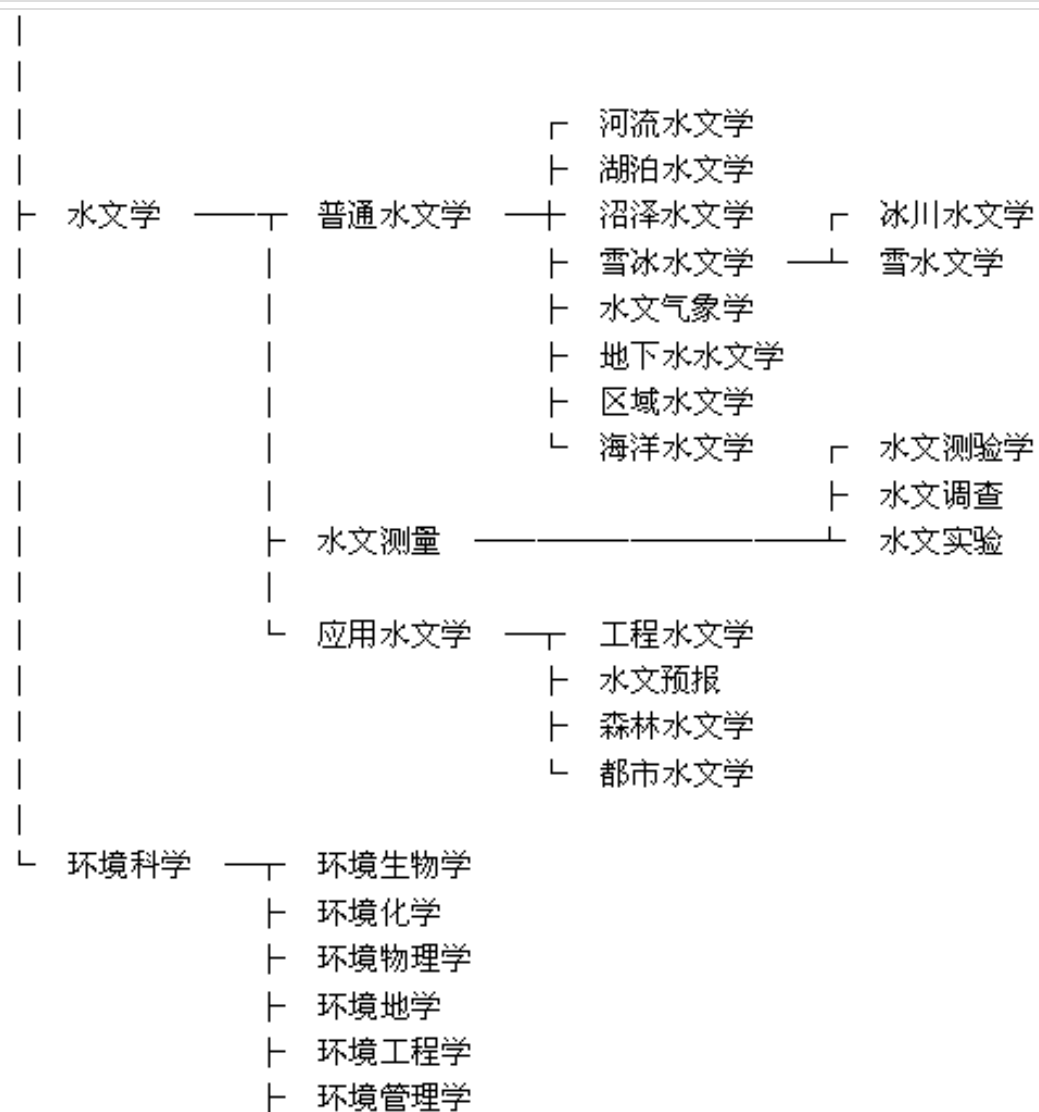 河流水文学
湖泊水文学
水文学 普通水文学 沼泽水文学 冰川水文学
雪冰水文学 雪水文学
水文气象学
地下水水文学
区域水文学
海洋水文学 水文测验学
水文调查
水文测量 水文实验
应用水文学 工程水文学
水文预报
森林水文学
都市水文学
环境科学 环境生物学
环境化学
环境物理学
环境地学
环境工程学
环境管理学